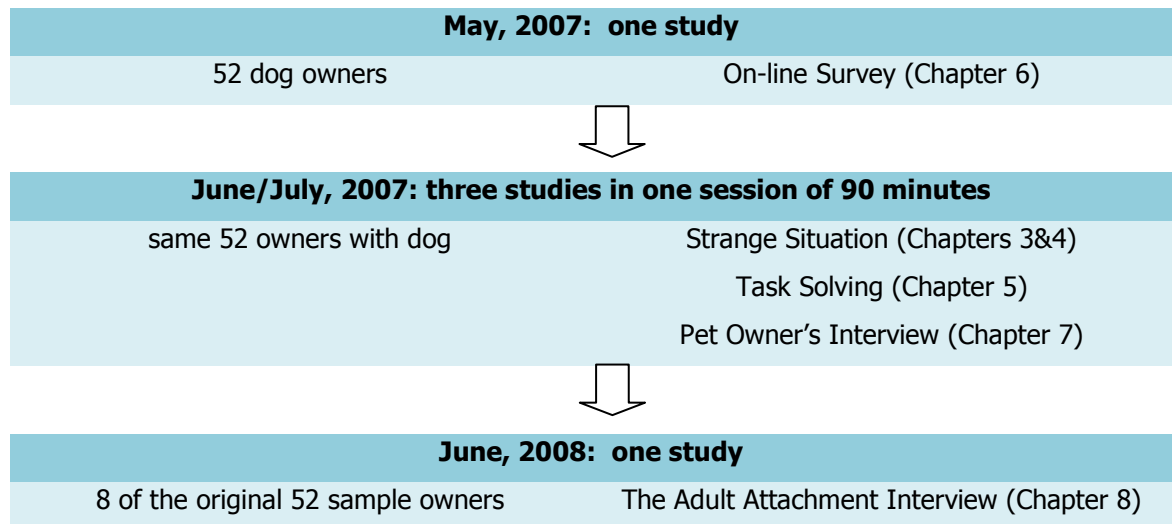 May, 2007:  one study
52 dog owners On-line Survey (Chapter 6)
June/July, 2007: three studies in one session of 90 minutes
same 52 owners with dog Strange Situation (Chapters 3&4)
Task Solving (Chapter 5)
Pet Owner’s Interview (Chapter 7)
June, 2008:  one study
8 of the original 52 sample owners The Adult Attachment Interview (Chapter 8)